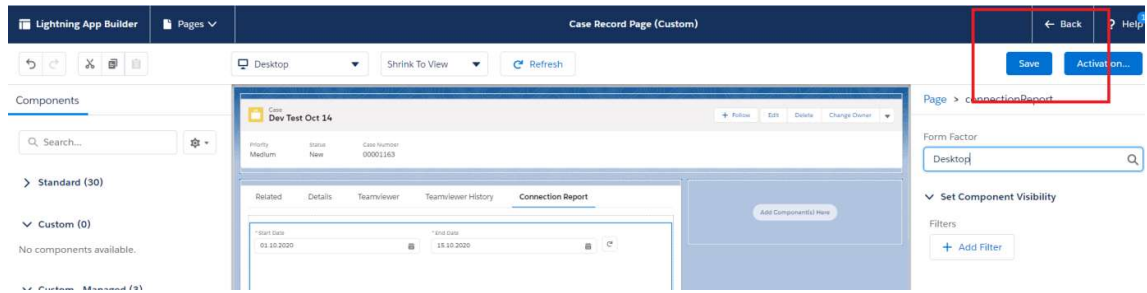 Lightning App Builder
Pages
Case Record Page (Custom)
Back
? Help
Desktop
Shrink To View
Refresh
Save
Activation...
Components
Search...
Standard (30)
Custom (0)
No components available.
Custom - Managed (3)
Case
Dev Test Oct 14
+ Follow
Edit
Delete
Change Owner
Priority
Status
Case Number
Medium
New
00001163
Related
Details
Teamviewer
Teamviewer History
Connection Report
*Start Date
*End Date
01.10.2020
15.10.2020
Add Component(s) Here
Page > connectionReport
Form Factor
Desktop
Set Component Visibility
Filters
+ Add Filter